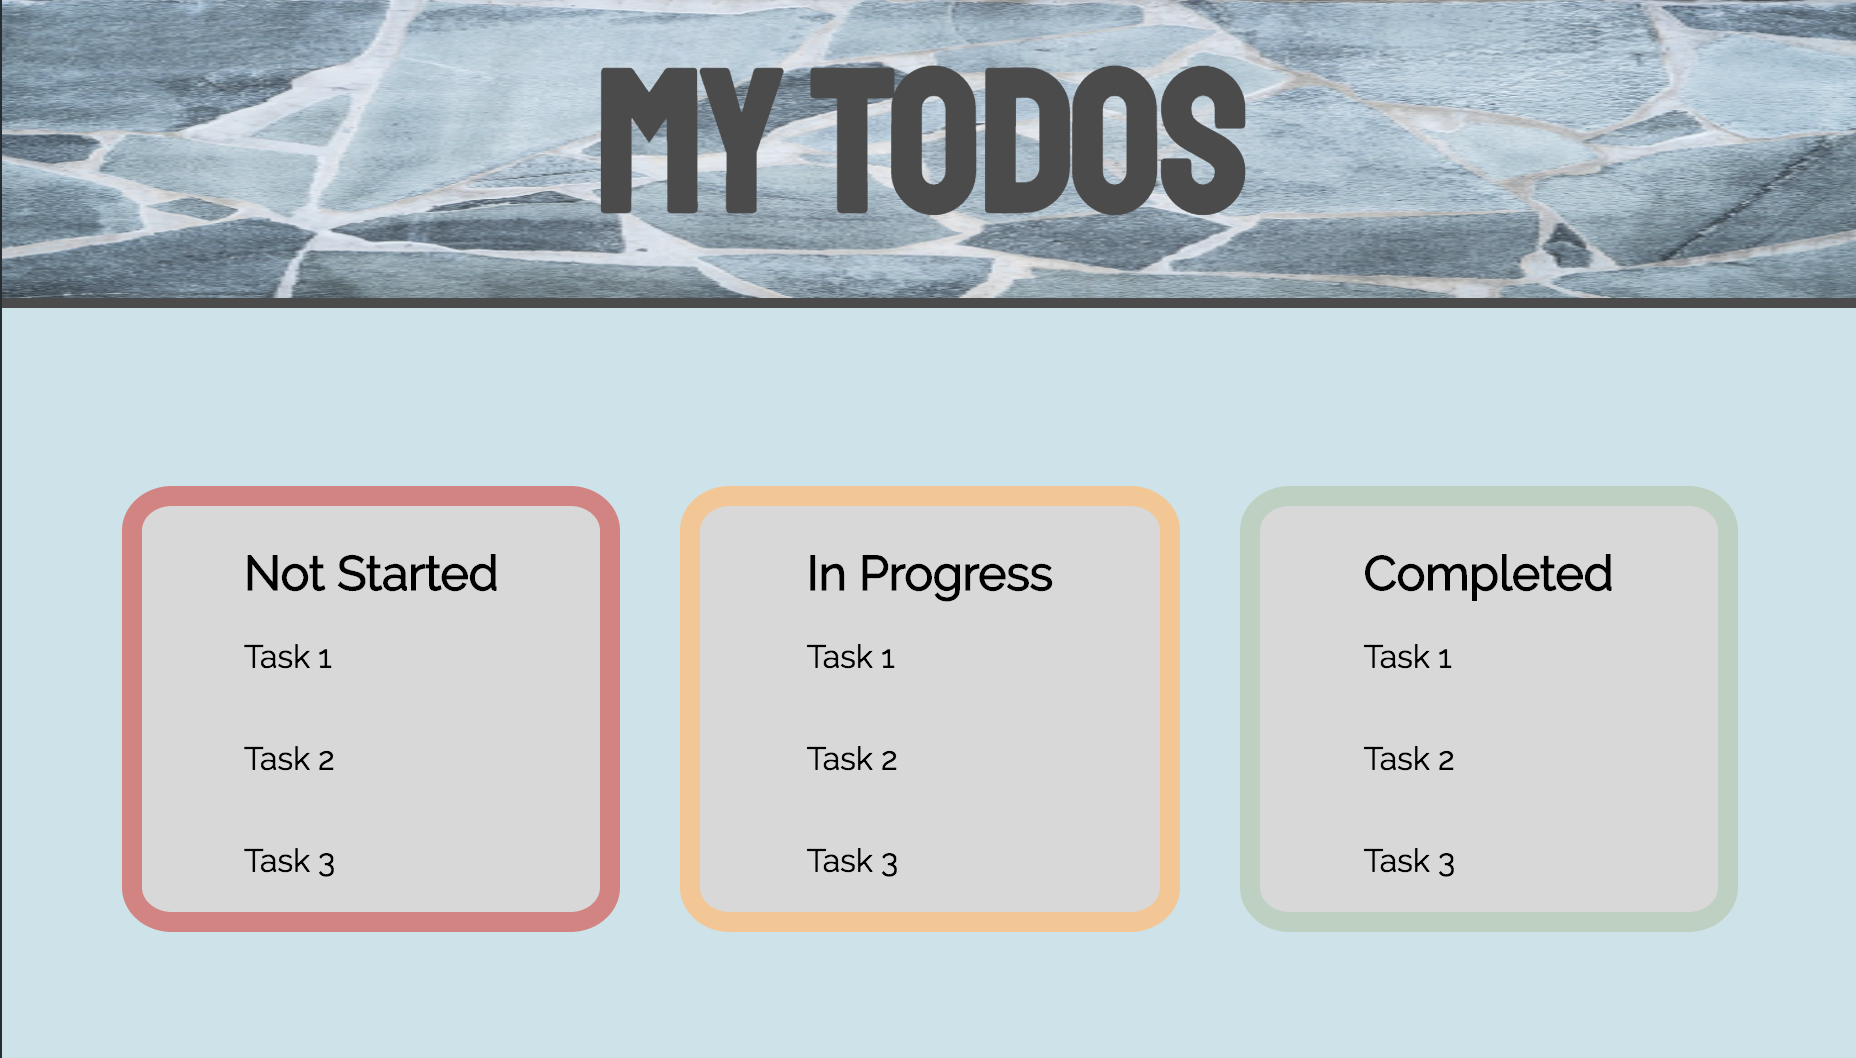 MY TODOS
Not Started
Task 1
Task 2
Task 3
In Progress
Task 1
Task 2
Task 3
Completed
Task 1
Task 2
Task 3